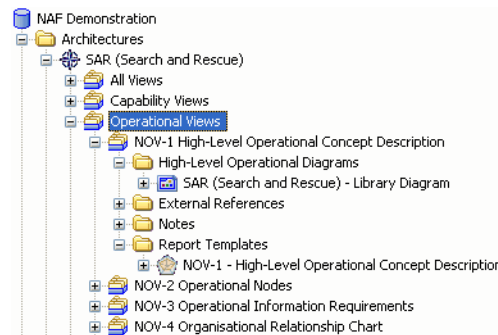 NAF Demonstration
Architectures
SAR (Search and Rescue)
All Views
Capability Views
Operational Views
NOV-1 High-Level Operational Concept Description
High-Level Operational Diagrams
SAR (Search and Rescue) - Library Diagram
External References
Notes
Report Templates
NOV-1 - High-Level Operational Concept Description
NOV-2 Operational Nodes
NOV-3 Operational Information Requirements
NOV-4 Organisational Relationship Chart